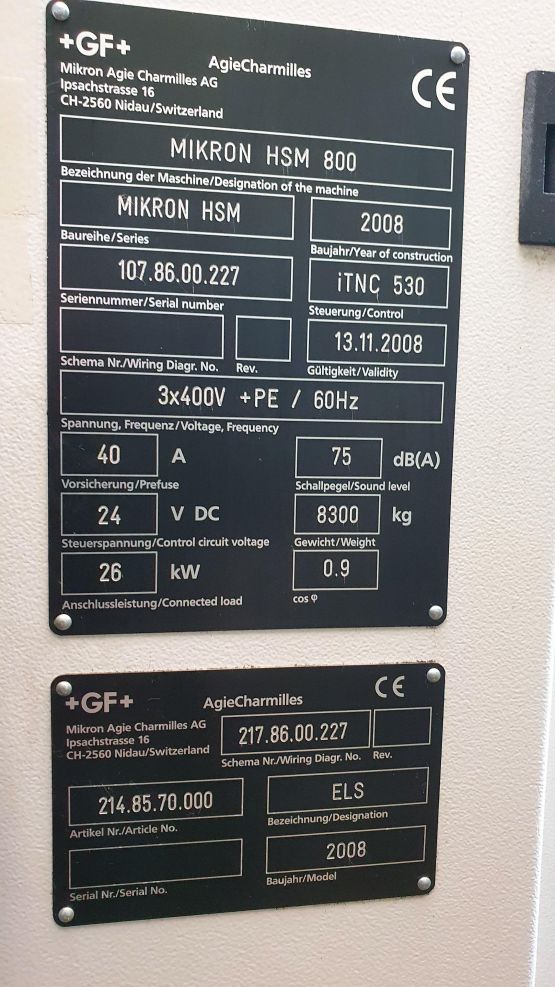 +GF+
AgieCharmilles
CE
Mikron Agie Charmilles AG
Ipsachstrasse 16
CH-2560 Nidau/Switzerland
MIKRON HSM 800
Bezeichnung der Maschine/Designation of the machine
MIKRON HSM
2008
Baureihe/Series
Baujahr/Year of construction
107.86.00.227
iTNC 530
Seriennummer/Serial number
Steuerung/Control
13.11.2008
Schema Nr./Wiring Diagr. No.
Rev.
Gültigkeit/Validity
3x400V +PE / 60Hz
Spannung, Frequenz/Voltage, Frequency
40 A
75 dB(A)
Vorsicherung/Prefuse
Schallpegel/Sound level
24 V DC
8300 kg
Steuerspannung/Control circuit voltage
Gewicht/Weight
26 kW
0.9
Anschlussleistung/Connected load
cos φ
+GF+
AgieCharmilles
CE
Mikron Agie Charmilles AG
Ipsachstrasse 16
CH-2560 Nidau/Switzerland
217.86.00.227
Schema Nr./Wiring Diagr. No.
Rev.
214.85.70.000
ELS
Artikel Nr./Article No.
Bezeichnung/Designation
2008
Serial Nr./Serial No.
Baujahr/Model